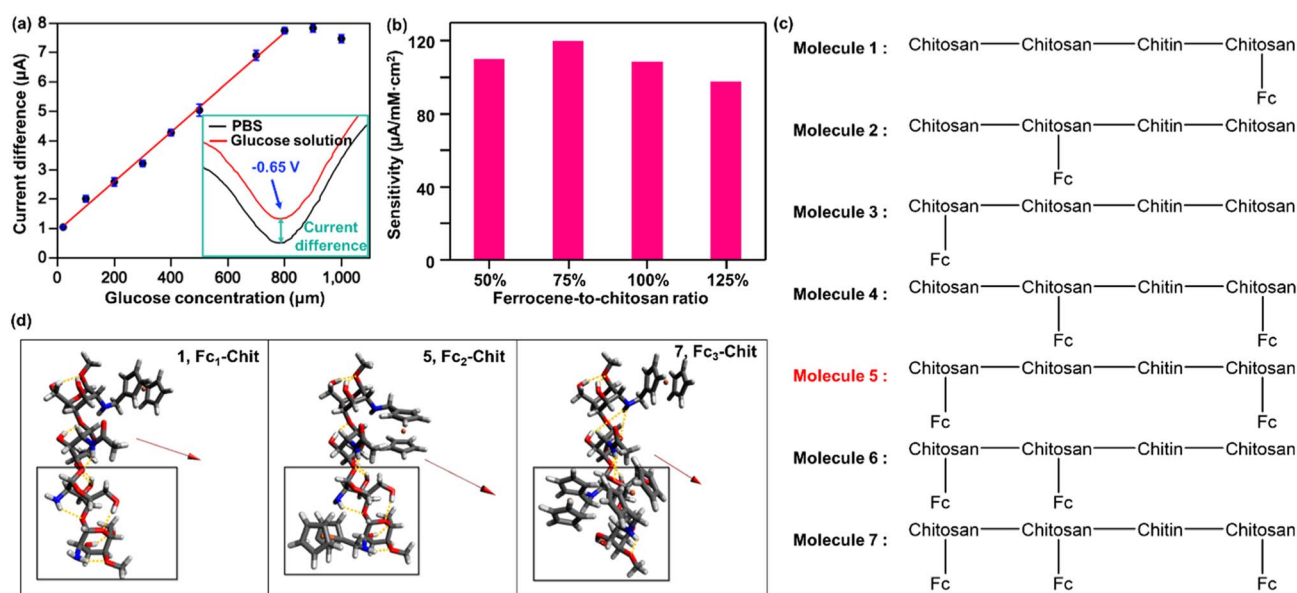 (a)
8
7
6
5
4
3
2
1
0
Current difference (µA)
0 200 400 600 800 1,000
Glucose concentration (µm)
PBS
Glucose solution
-0.65 V
Current
difference
(b)
120
80
40
0
Sensitivity (µA/mM·cm²)
50% 75% 100% 125%
Ferrocene-to-chitosan ratio
(c)
Molecule 1 : Chitosan Chitosan Chitin Chitosan
Fc
Molecule 2 : Chitosan Chitosan Chitin Chitosan
Fc
Molecule 3 : Chitosan Chitosan Chitin Chitosan
Fc
Molecule 4 : Chitosan Chitosan Chitin Chitosan
Fc Fc
Molecule 5 : Chitosan Chitosan Chitin Chitosan
Fc Fc
Molecule 6 : Chitosan Chitosan Chitin Chitosan
Fc Fc
Molecule 7 : Chitosan Chitosan Chitin Chitosan
Fc Fc Fc
(d)
1, Fc₁-Chit
5, Fc₂-Chit
7, Fc₃-Chit